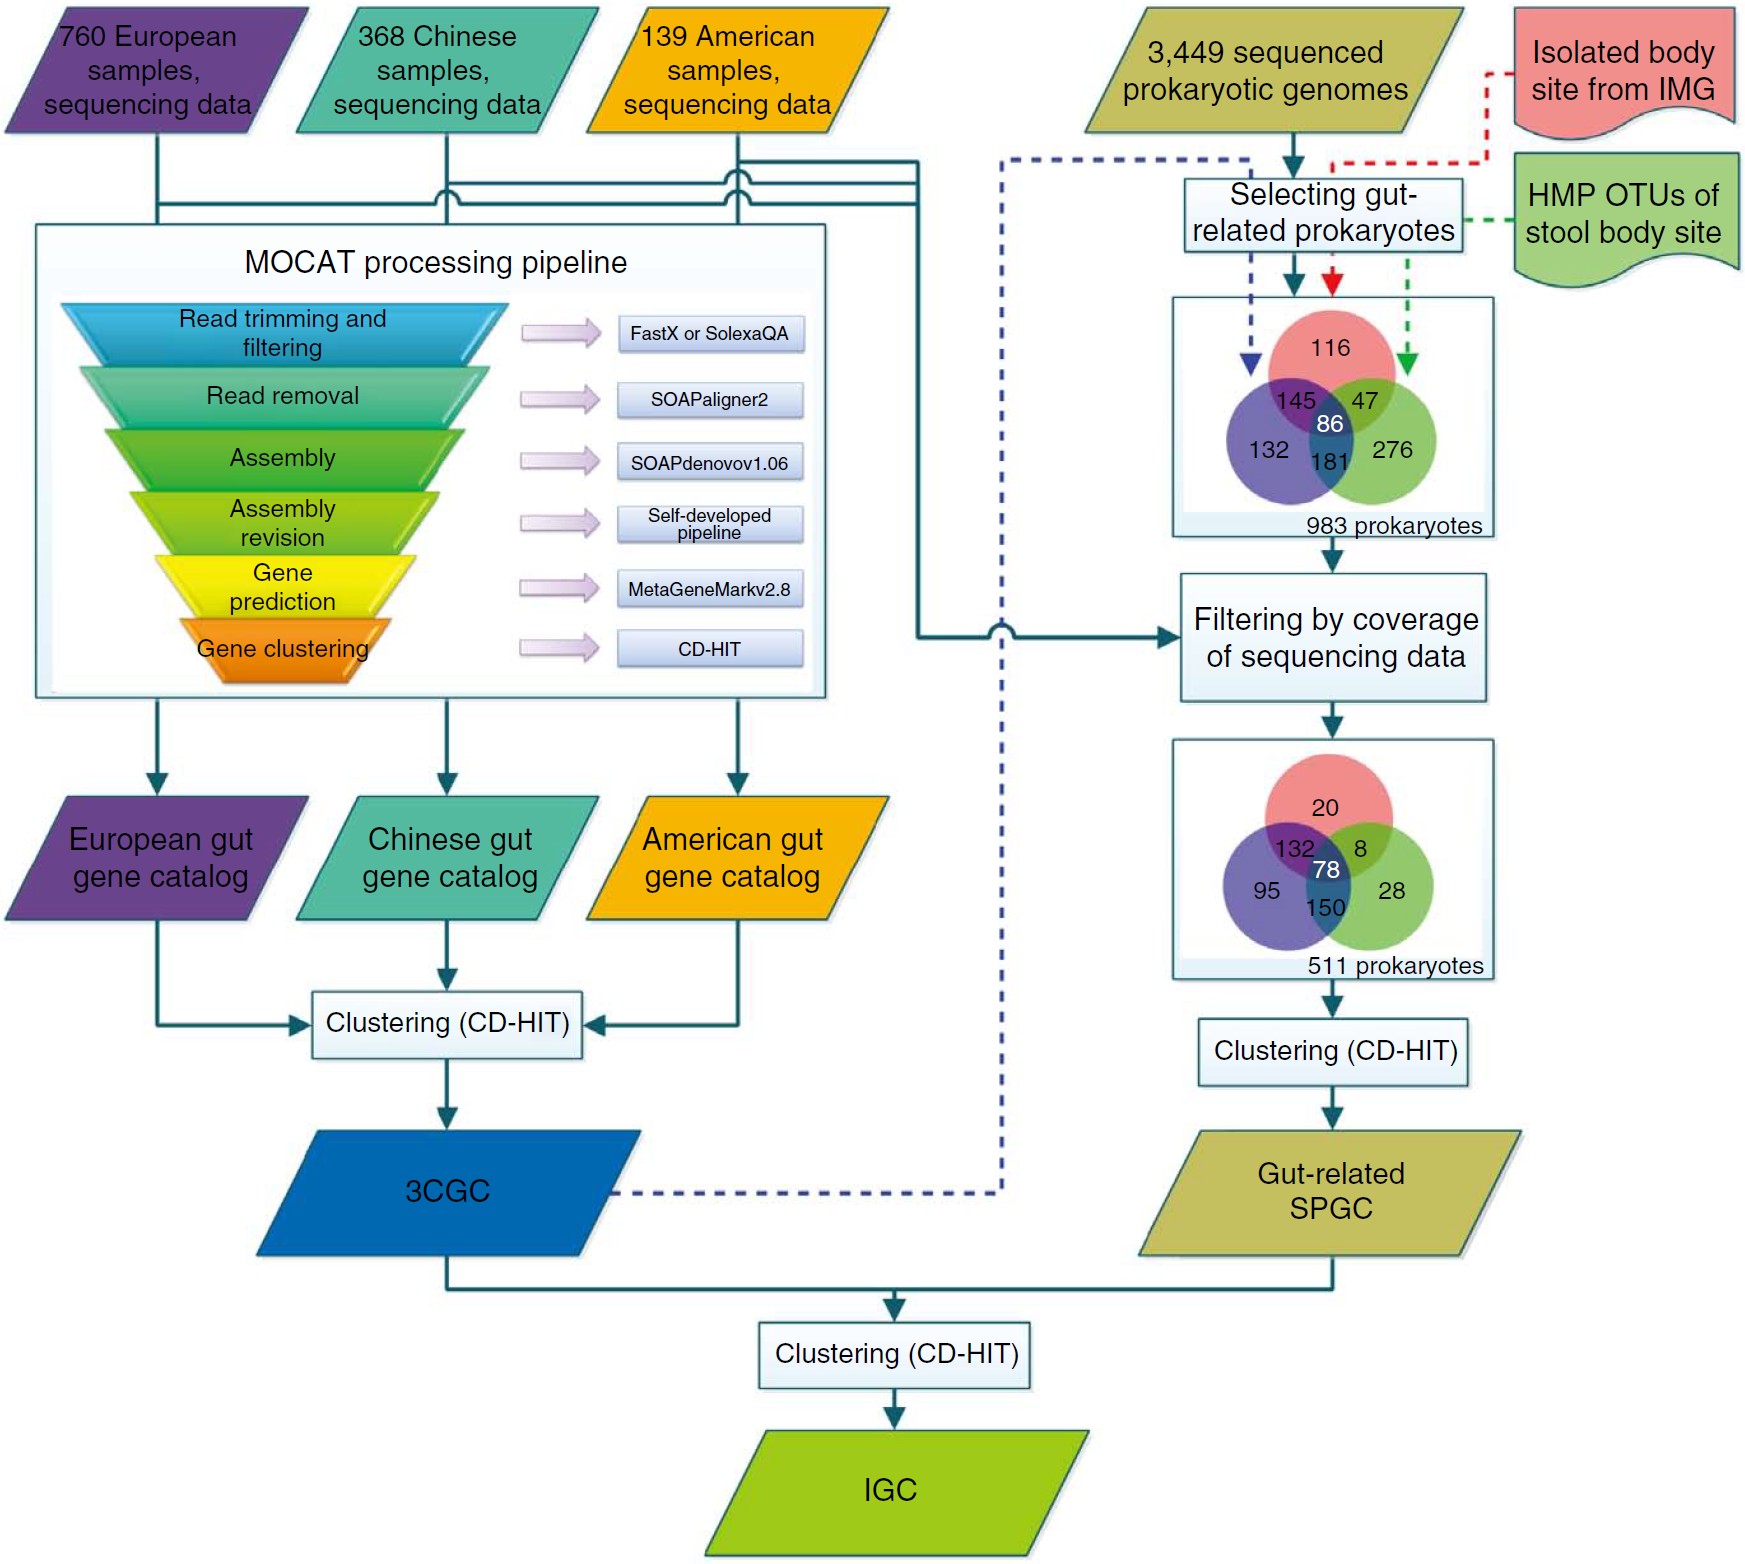 760 European
samples,
sequencing data
368 Chinese
samples,
sequencing data
139 American
samples,
sequencing data
3,449 sequenced
prokaryotic genomes
Isolated body
site from IMG
HMP OTUs of
stool body site
Selecting gut-
related prokaryotes
MOCAT processing pipeline
Read trimming and
filtering
FastX or SolexaQA
Read removal
SOAPaligner2
Assembly
SOAPdenovov1.06
Assembly
revision
Self-developed
pipeline
Gene
prediction
MetaGeneMarkv2.8
Gene clustering
CD-HIT
116
145
47
86
132
181
276
983 prokaryotes
Filtering by coverage
of sequencing data
20
132
8
78
95
150
28
511 prokaryotes
European gut
gene catalog
Chinese gut
gene catalog
American gut
gene catalog
Clustering (CD-HIT)
Clustering (CD-HIT)
3CGC
Gut-related
SPGC
Clustering (CD-HIT)
IGC